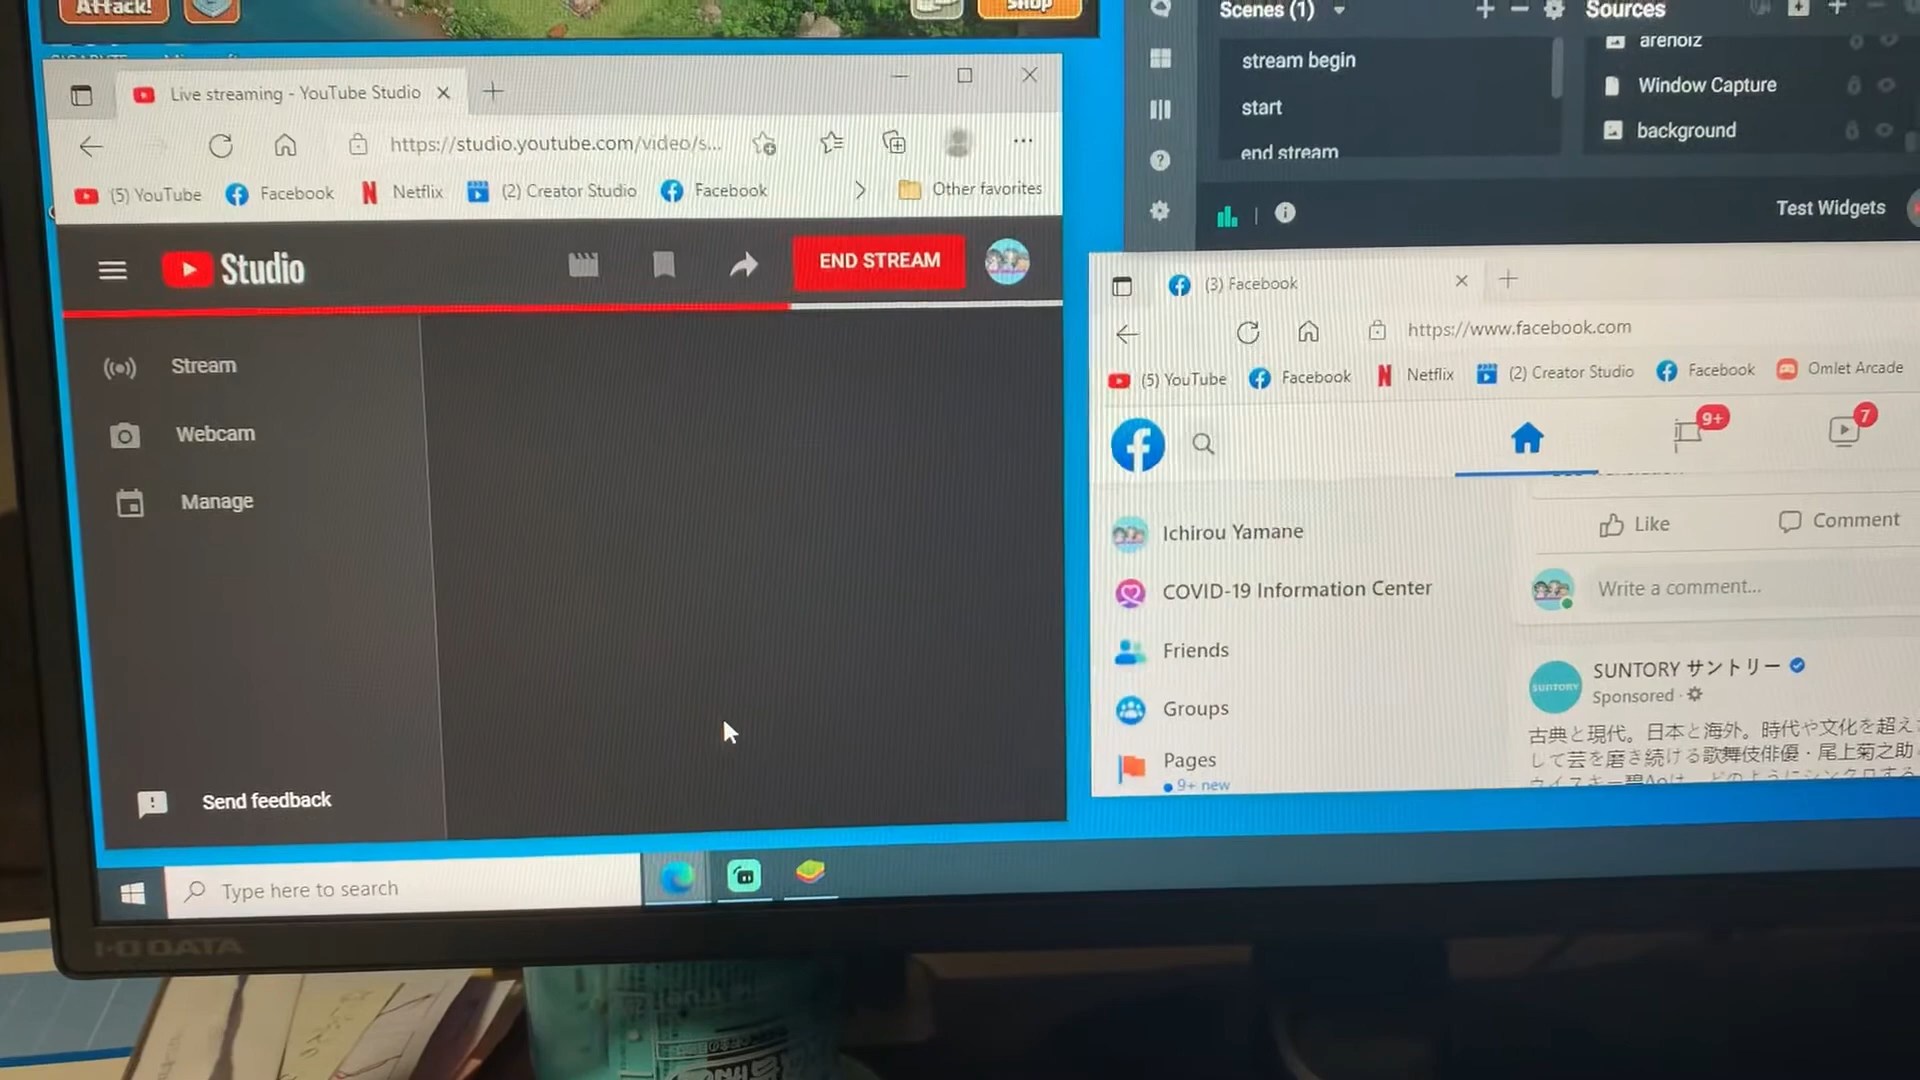 Attack!
Shop
Scenes (1)
Sources
stream begin
start
end stream
arenoiz
Window Capture
background
Test Widgets
Live streaming - YouTube Studio
https://studio.youtube.com/video/s...
(5) YouTube
Facebook
Netflix
(2) Creator Studio
Facebook
Other favorites
Studio
END STREAM
Stream
Webcam
Manage
Send feedback
(3) Facebook
https://www.facebook.com
(5) YouTube
Facebook
Netflix
(2) Creator Studio
Facebook
Omlet Arcade
9+
7
Ichirou Yamane
COVID-19 Information Center
Friends
Groups
Pages
9+ new
Like
Comment
Write a comment...
SUNTORY
SUNTORY サントリー
Sponsored ·
古典と現代。日本と海外。時代や文化を超え
して芸を磨き続ける歌舞伎俳優・尾上菊之助
Type here to search
I-O DATA